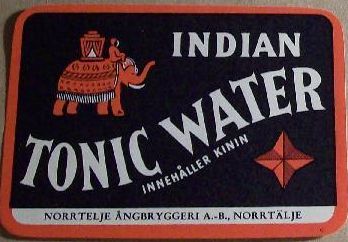 INDIAN
TONIC WATER
INNEHÅLLER KININ
NORRTELJE ÅNGBRYGGERI A.-B., NORRTÄLJE